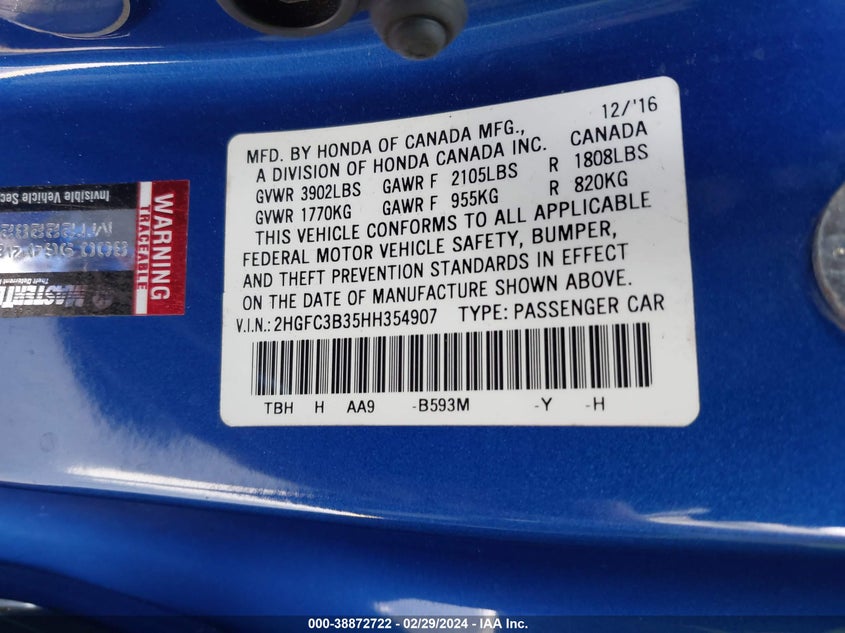 12/'16
MFD. BY HONDA OF CANADA MFG.,
A DIVISION OF HONDA CANADA INC. CANADA
GVWR 3902LBS GAWR F 2105LBS R 1808LBS
GVWR 1770KG GAWR F 955KG R 820KG
THIS VEHICLE CONFORMS TO ALL APPLICABLE
FEDERAL MOTOR VEHICLE SAFETY, BUMPER,
AND THEFT PREVENTION STANDARDS IN EFFECT
ON THE DATE OF MANUFACTURE SHOWN ABOVE.
V.I.N.: 2HGFC3B35HH354907 TYPE: PASSENGER CAR
TBH H AA9 -B593M -Y -H
WARNING
TRACEABLE
Invisible Vehicle Sec
Theft Deterrent
000-38872722 - 02/29/2024 - IAA Inc.